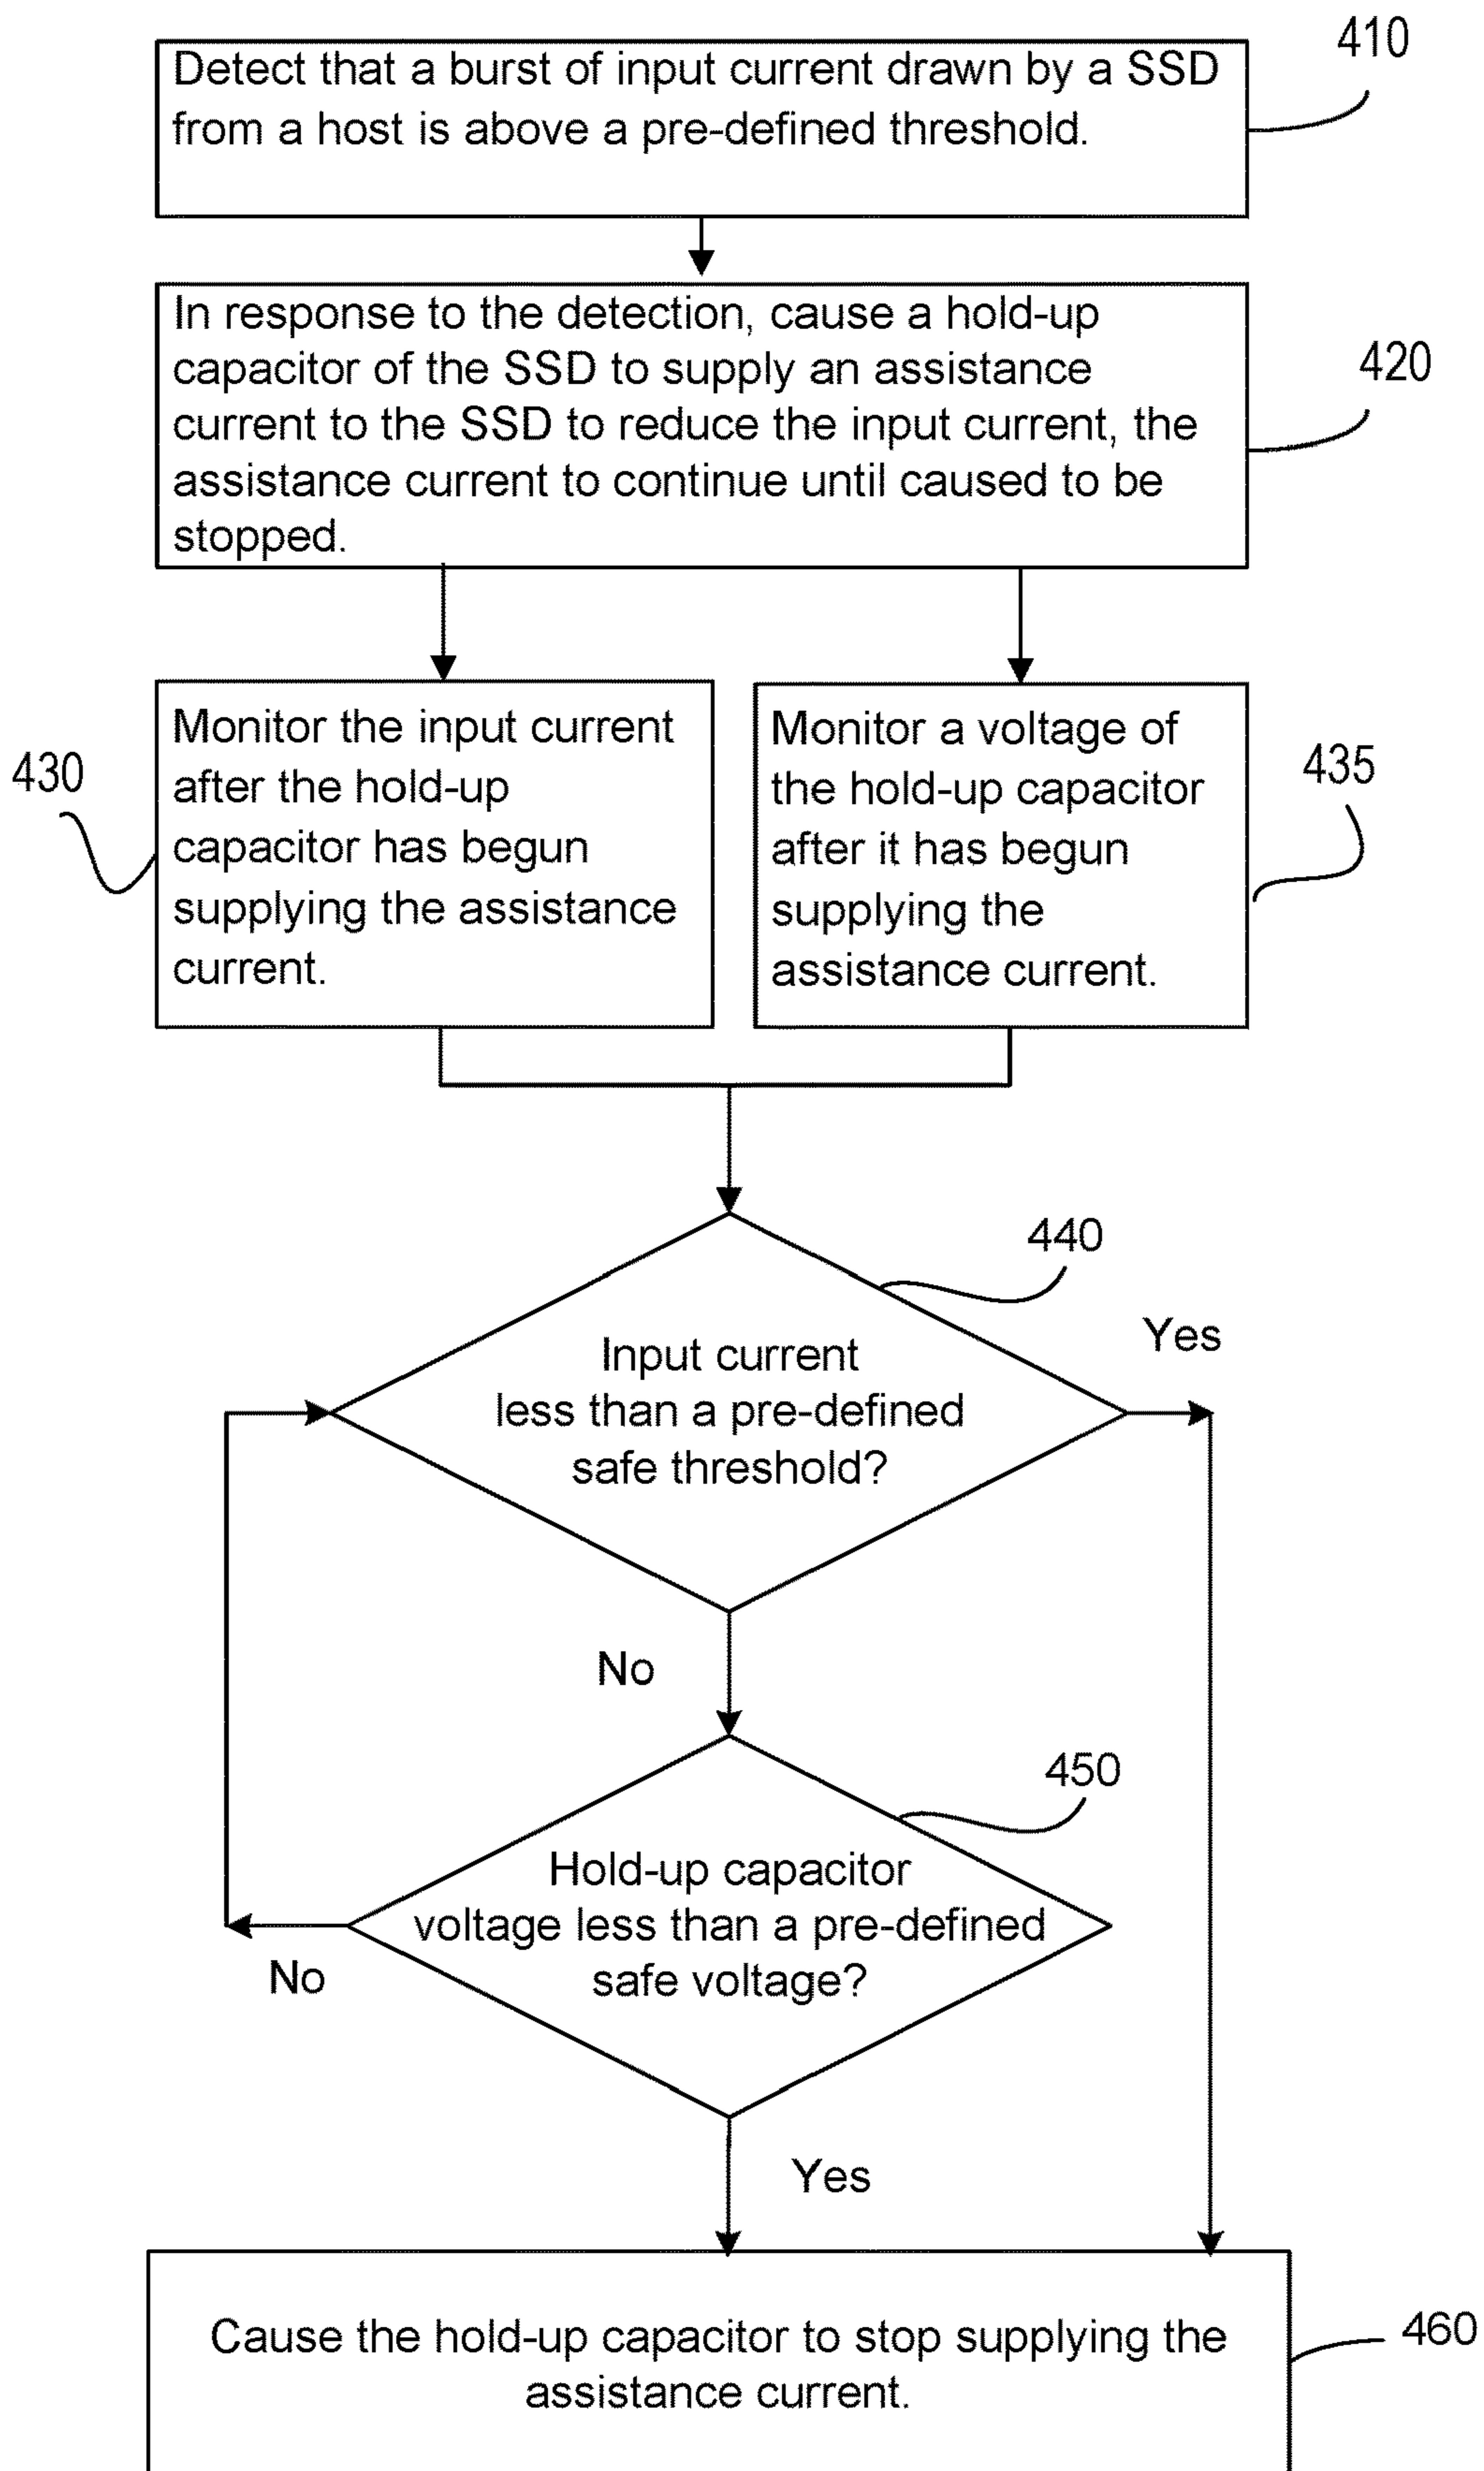 410
Detect that a burst of input current drawn by a SSD
from a host is above a pre-defined threshold.
In response to the detection, cause a hold-up
capacitor of the SSD to supply an assistance
current to the SSD to reduce the input current, the
assistance current to continue until caused to be
stopped.
420
430
Monitor the input current
after the hold-up
capacitor has begun
supplying the assistance
current.
Monitor a voltage of
the hold-up capacitor
after it has begun
supplying the
assistance current.
435
440
Input current
less than a pre-defined
safe threshold?
Yes
No
450
Hold-up capacitor
voltage less than a pre-defined
safe voltage?
No
Yes
Cause the hold-up capacitor to stop supplying the
assistance current.
460